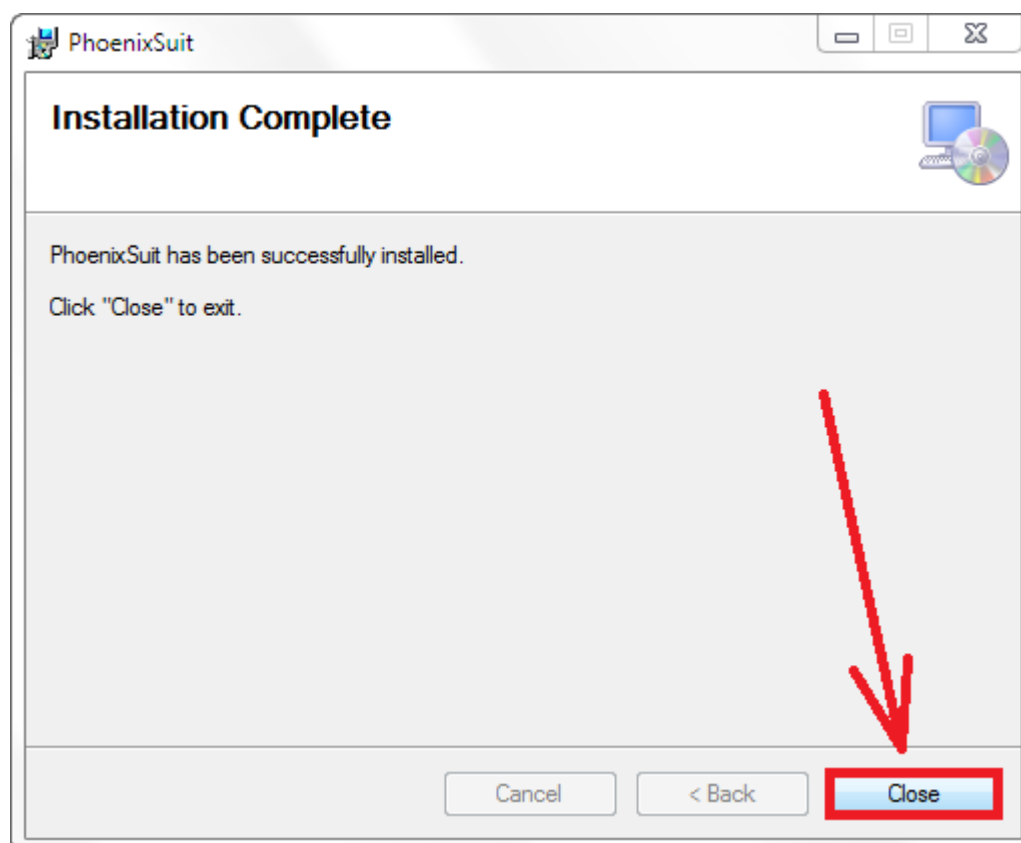 PhoenixSuit
Installation Complete
PhoenixSuit has been successfully installed.
Click "Close" to exit.
Cancel
< Back
Close